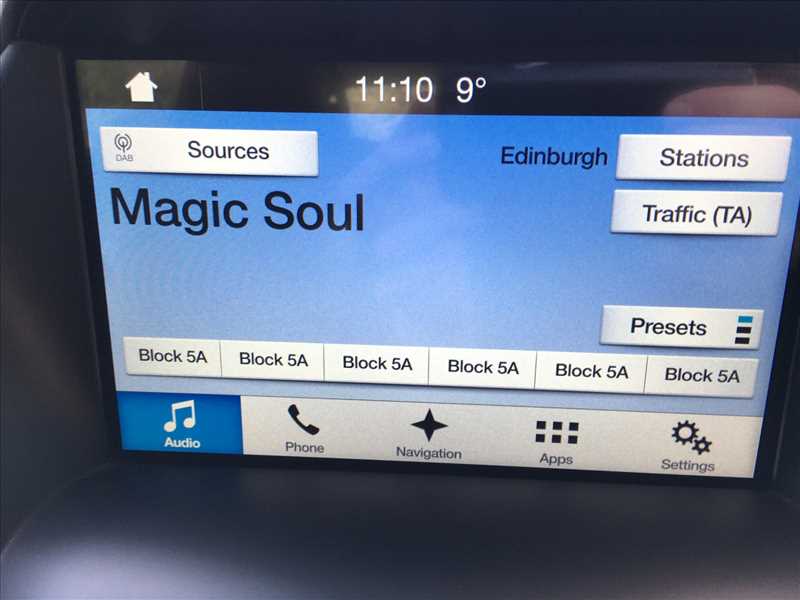 11:10 9°
DAB Sources Edinburgh Stations
Magic Soul Traffic (TA)
Presets
Block 5A Block 5A Block 5A Block 5A Block 5A Block 5A
Audio Phone Navigation Apps Settings